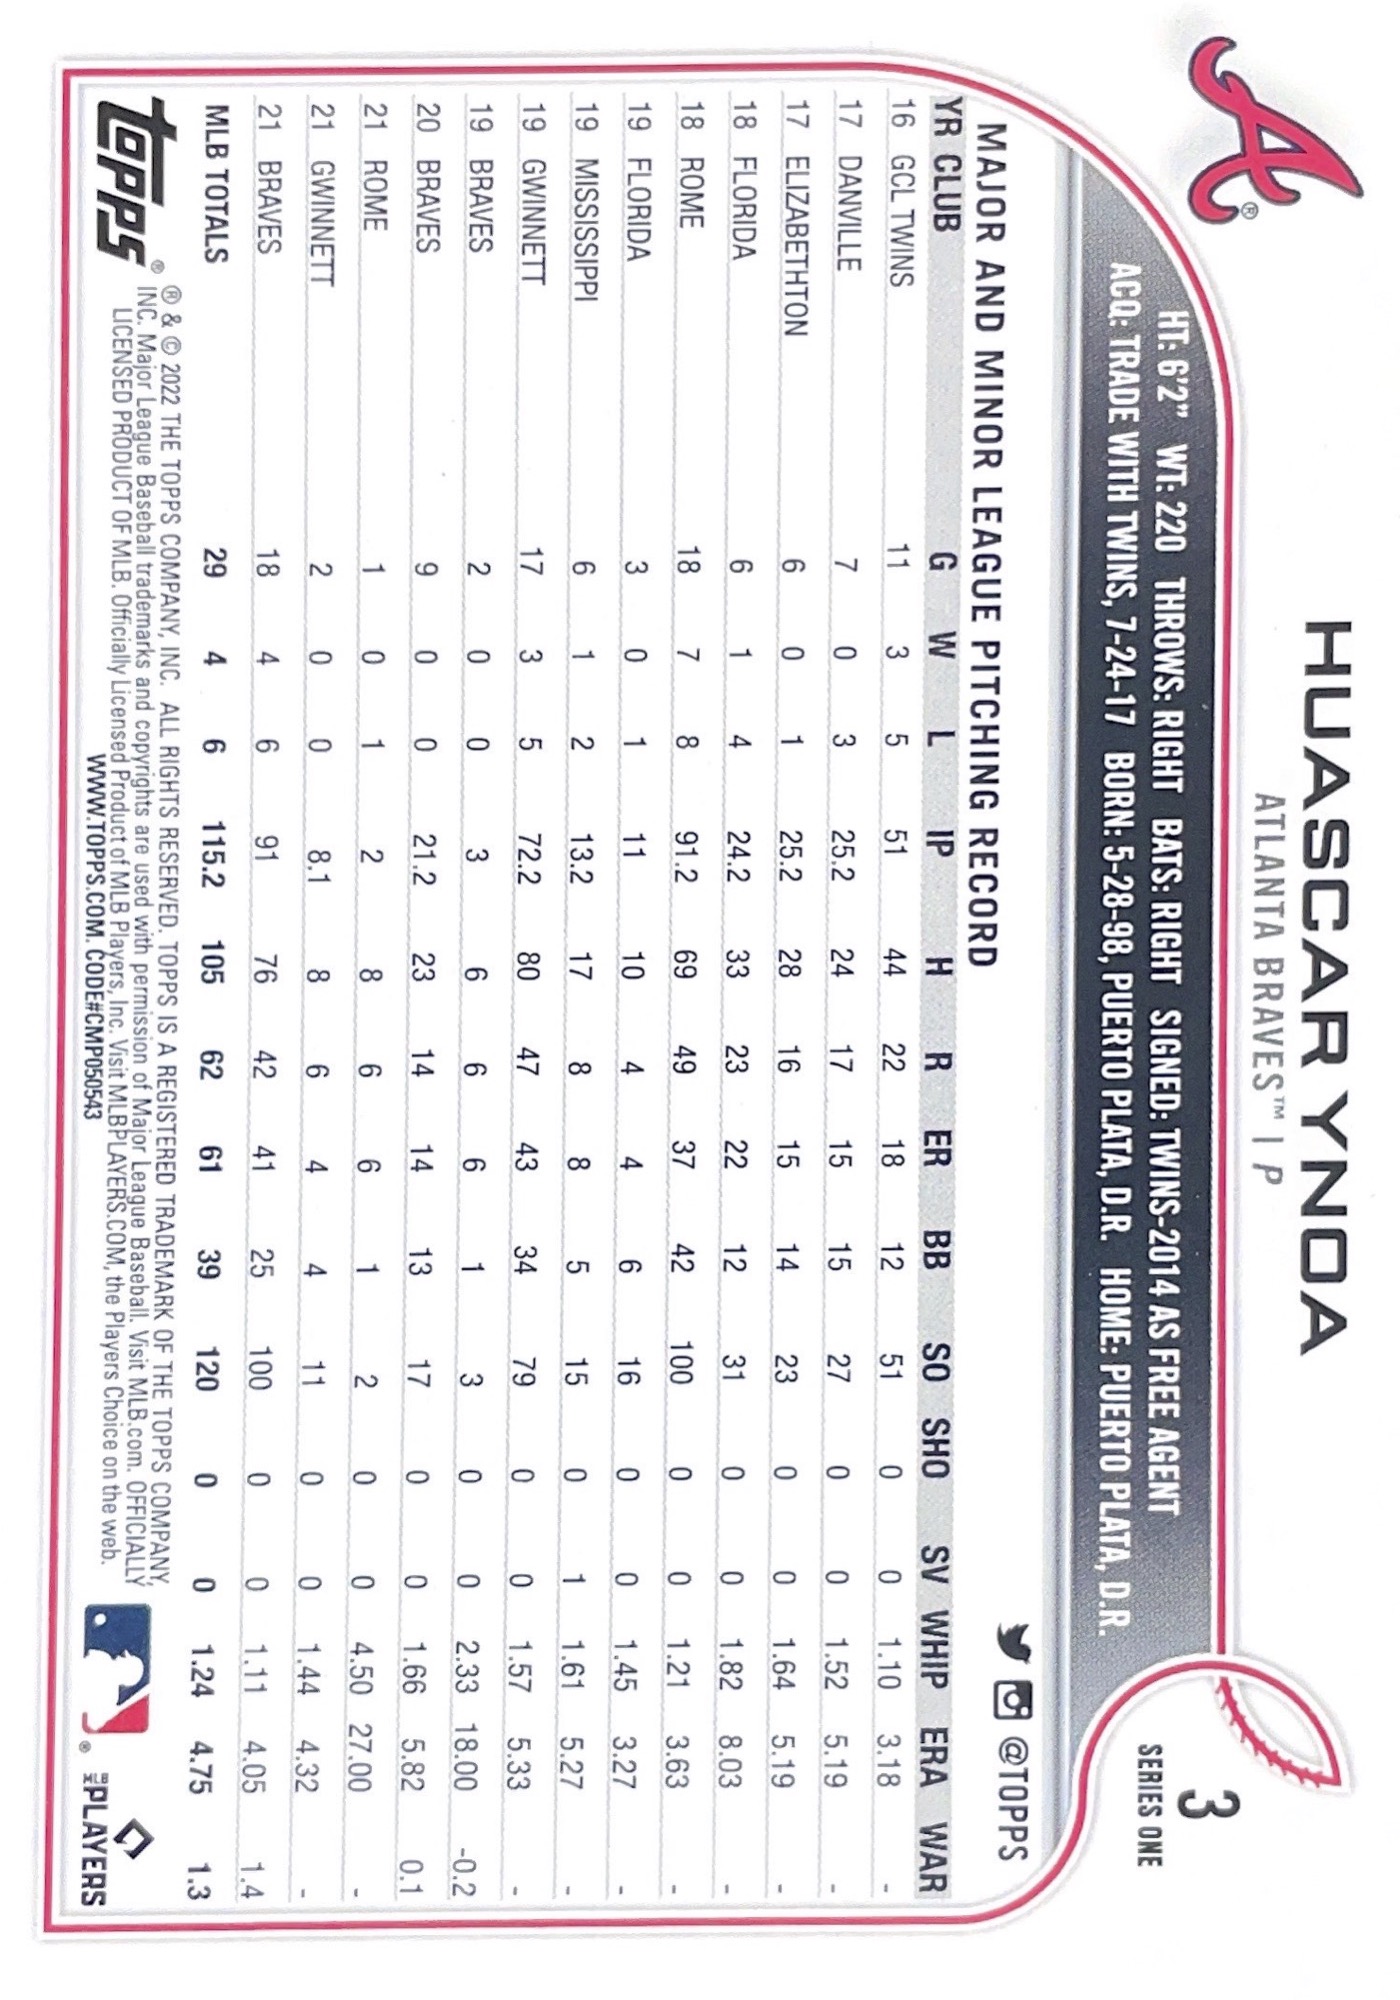 HUASCAR YNOA
ATLANTA BRAVES™ | P
A®
3
SERIES ONE
HT: 6'2" WT: 220 THROWS: RIGHT BATS: RIGHT SIGNED: TWINS-2014 AS FREE AGENT
ACQ: TRADE WITH TWINS, 7-24-17 BORN: 5-28-98, PUERTO PLATA, D.R. HOME: PUERTO PLATA, D.R.
MAJOR AND MINOR LEAGUE PITCHING RECORD @TOPPS
YR CLUB G W L IP H R ER BB SO SHO SV WHIP ERA WAR
16 GCL TWINS 11 3 5 51 44 22 18 12 51 0 0 1.10 3.18 -
17 DANVILLE 7 0 3 25.2 24 17 15 15 27 0 0 1.52 5.19 -
17 ELIZABETHTON 6 0 1 25.2 28 16 15 14 23 0 0 1.64 5.19 -
18 FLORIDA 6 1 4 24.2 33 23 22 12 31 0 0 1.82 8.03 -
18 ROME 18 7 8 91.2 69 49 37 42 100 0 0 1.21 3.63 -
19 FLORIDA 3 0 1 11 10 4 4 6 16 0 0 1.45 3.27 -
19 MISSISSIPPI 6 1 2 13.2 17 8 8 5 15 0 1 1.61 5.27 -
19 GWINNETT 17 3 5 72.2 80 47 43 34 79 0 0 1.57 5.33 -
19 BRAVES 2 0 0 3 6 6 6 1 3 0 0 2.33 18.00 -0.2
20 BRAVES 9 0 0 21.2 23 14 14 13 17 0 0 1.66 5.82 0.1
21 ROME 1 0 1 2 8 6 6 1 2 0 0 4.50 27.00 -
21 GWINNETT 2 0 0 8.1 8 6 4 4 11 0 0 1.44 4.32 -
21 BRAVES 18 4 6 91 76 42 41 25 100 0 0 1.11 4.05 1.4
MLB TOTALS 29 4 6 115.2 105 62 61 39 120 0 0 1.24 4.75 1.3
topps®
® & © 2022 THE TOPPS COMPANY, INC. ALL RIGHTS RESERVED. TOPPS IS A REGISTERED TRADEMARK OF THE TOPPS COMPANY,
INC. Major League Baseball trademarks and copyrights are used with permission of Major League Baseball. Visit MLB.com. OFFICIALLY
LICENSED PRODUCT OF MLB. Officially Licensed Product of MLB Players, Inc. Visit MLBPLAYERS.COM, the Players Choice on the web.
WWW.TOPPS.COM. CODE#CMP050543
®
MLB PLAYERS